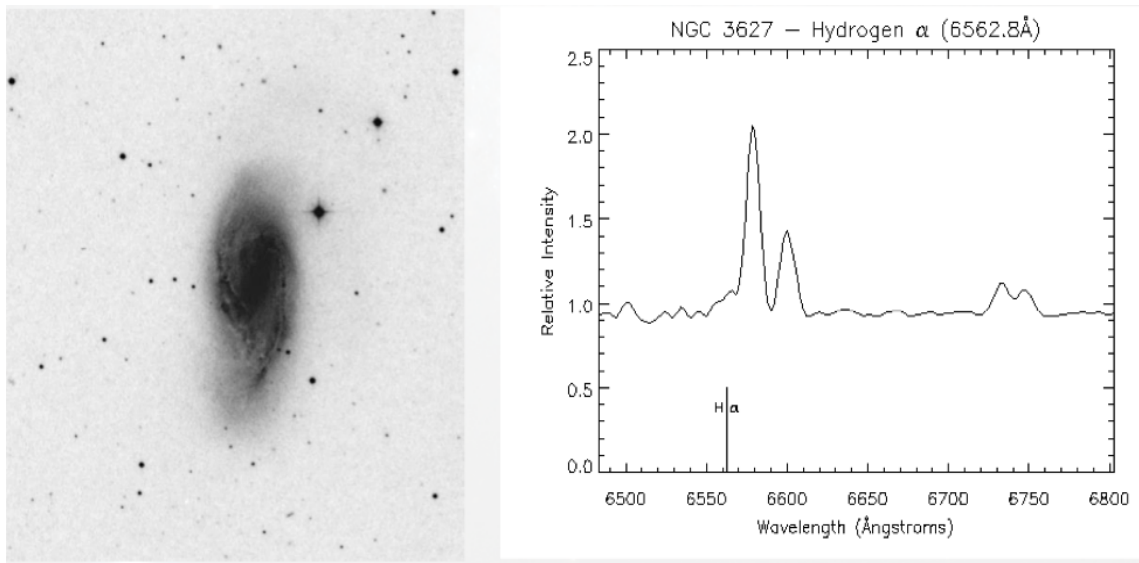 NGC 3627 – Hydrogen α (6562.8Å)
2.5
2.0
1.5
1.0
0.5
0.0
Relative Intensity
H α
6500 6550 6600 6650 6700 6750 6800
Wavelength (Ångstroms)